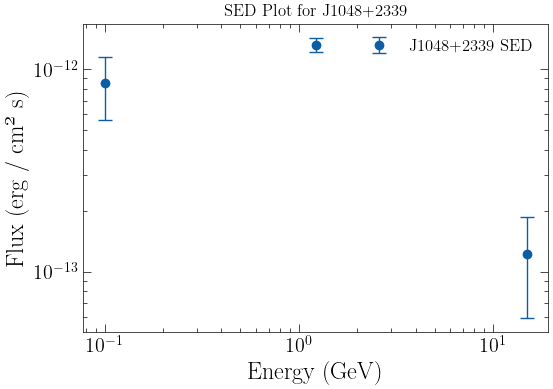 SED Plot for J1048+2339
J1048+2339 SED
Flux (erg / cm² s)
10⁻¹²
10⁻¹³
10⁻¹
10⁰
10¹
Energy (GeV)